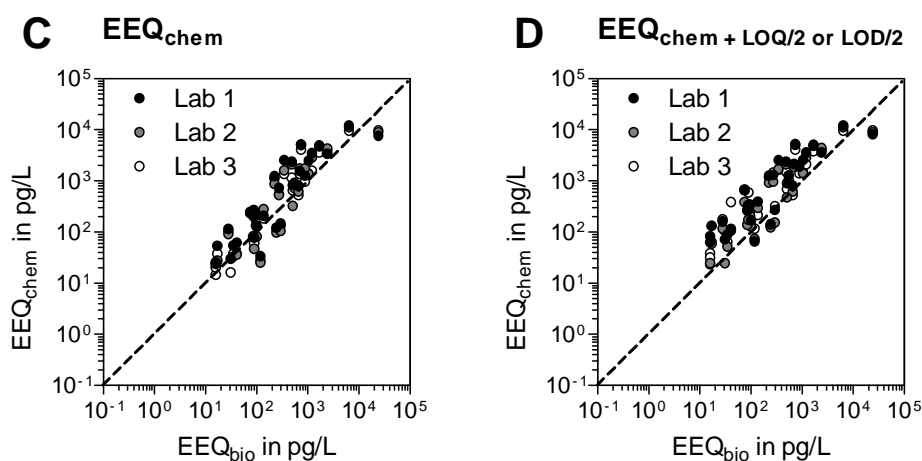 C EEQchem
10^5
10^4
10^3
10^2
10^1
10^0
10^-1
EEQchem in pg/L
Lab 1
Lab 2
Lab 3
10^-1 10^0 10^1 10^2 10^3 10^4 10^5
EEQbio in pg/L
D EEQchem + LOQ/2 or LOD/2
10^5
10^4
10^3
10^2
10^1
10^0
10^-1
EEQchem in pg/L
Lab 1
Lab 2
Lab 3
10^-1 10^0 10^1 10^2 10^3 10^4 10^5
EEQbio in pg/L